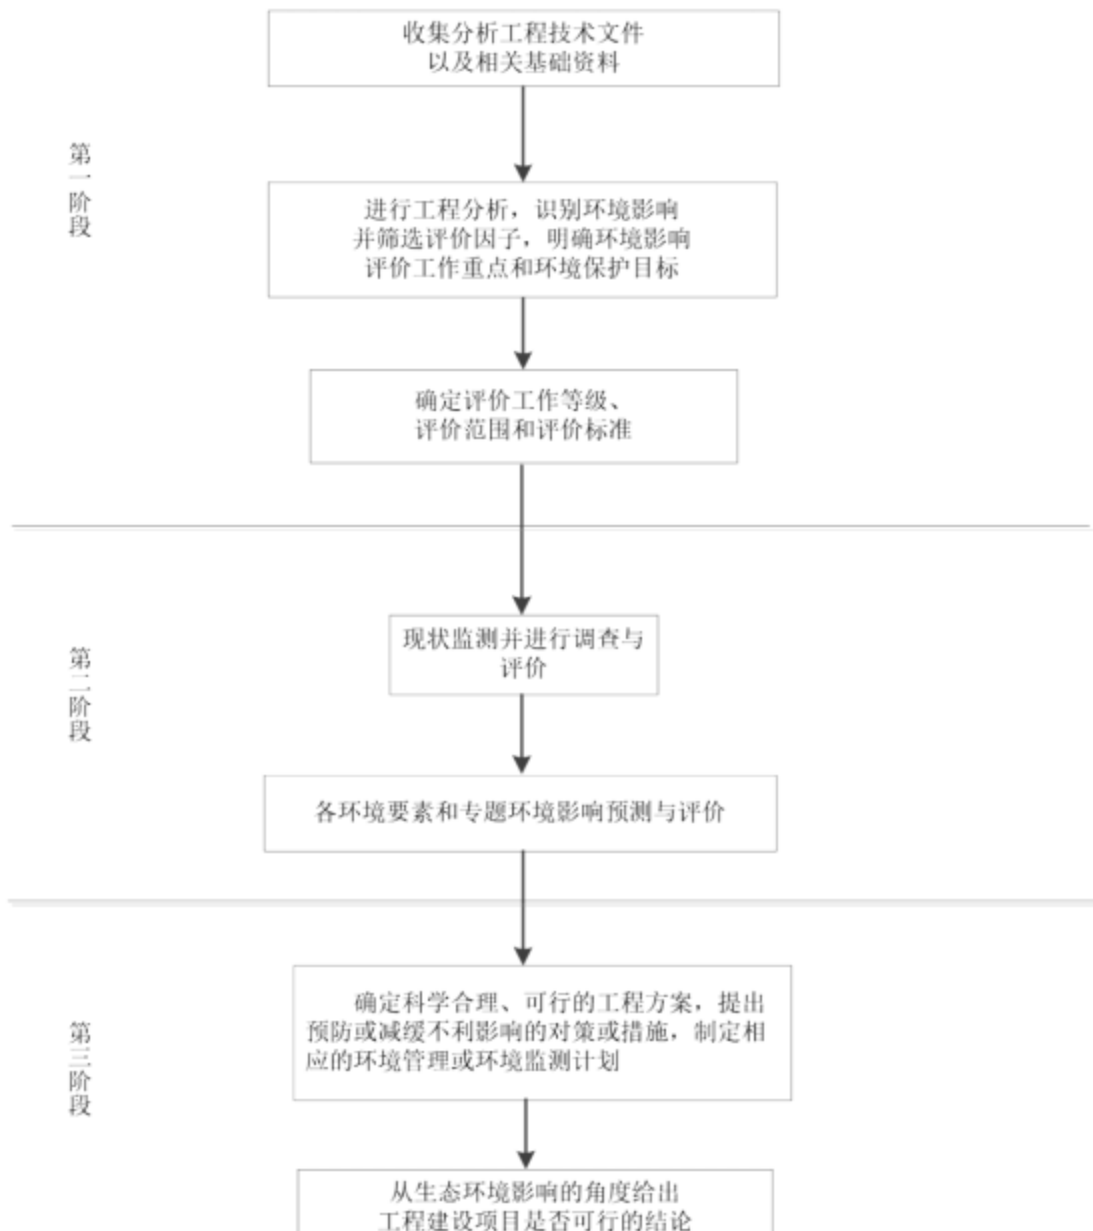 收集分析工程技术文件
以及相关基础资料
第一阶段
进行工程分析，识别环境影响
并筛选评价因子，明确环境影响
评价工作重点和环境保护目标
确定评价工作等级、
评价范围和评价标准
现状监测并进行调查与
评价
第二阶段
各环境要素和专题环境影响预测与评价
确定科学合理、可行的工程方案，提出
预防或减缓不利影响的对策或措施，制定相
应的环境管理或环境监测计划
第三阶段
从生态环境影响的角度给出
工程建设项目是否可行的结论